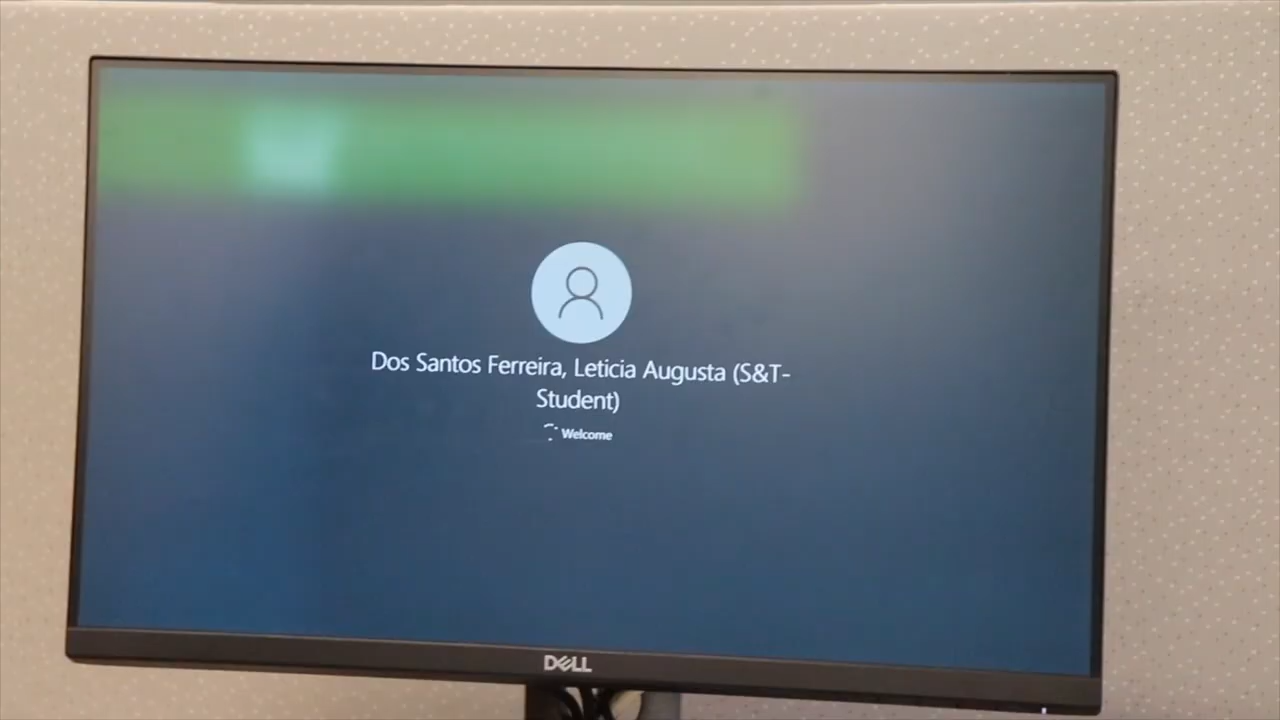 Dos Santos Ferreira, Leticia Augusta (S&T-
Student)
Welcome
DELL